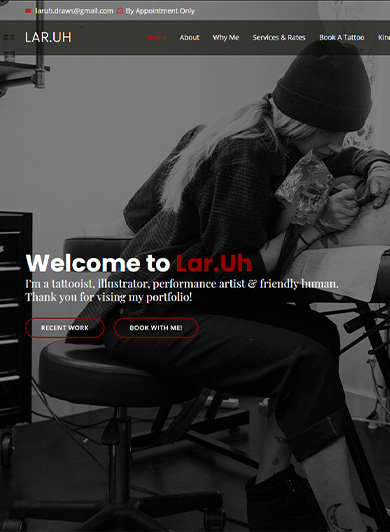 laruh.draws@gmail.com By Appointment Only
LAR.UH Home About Why Me Services & Rates Book A Tattoo Kin
Welcome to Lar.Uh
I'm a tattooist, illustrator, performance artist & friendly human.
Thank you for vising my portfolio!
RECENT WORK BOOK WITH ME!